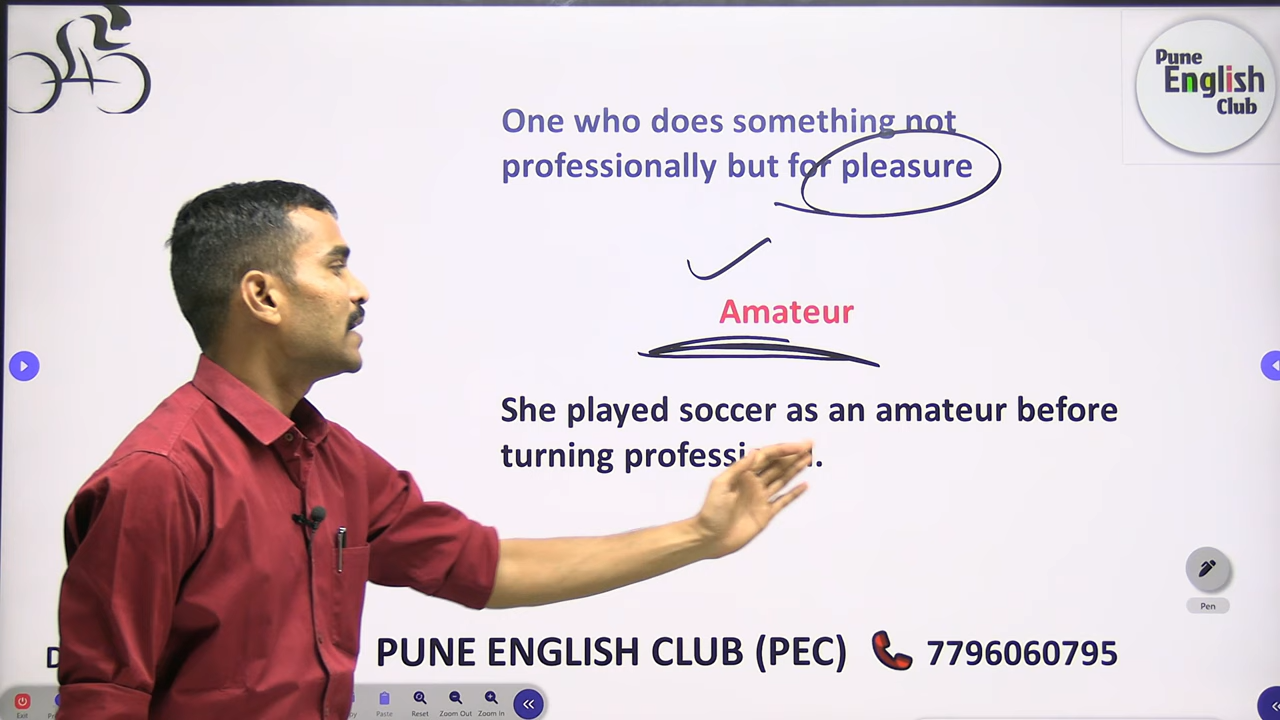 Pune
English
Club
One who does something not
professionally but for pleasure
Amateur
She played soccer as an amateur before
turning
PUNE ENGLISH CLUB (PEC) 7796060795
Pen
Exit
Paste
Reset
Zoom Out
Zoom In